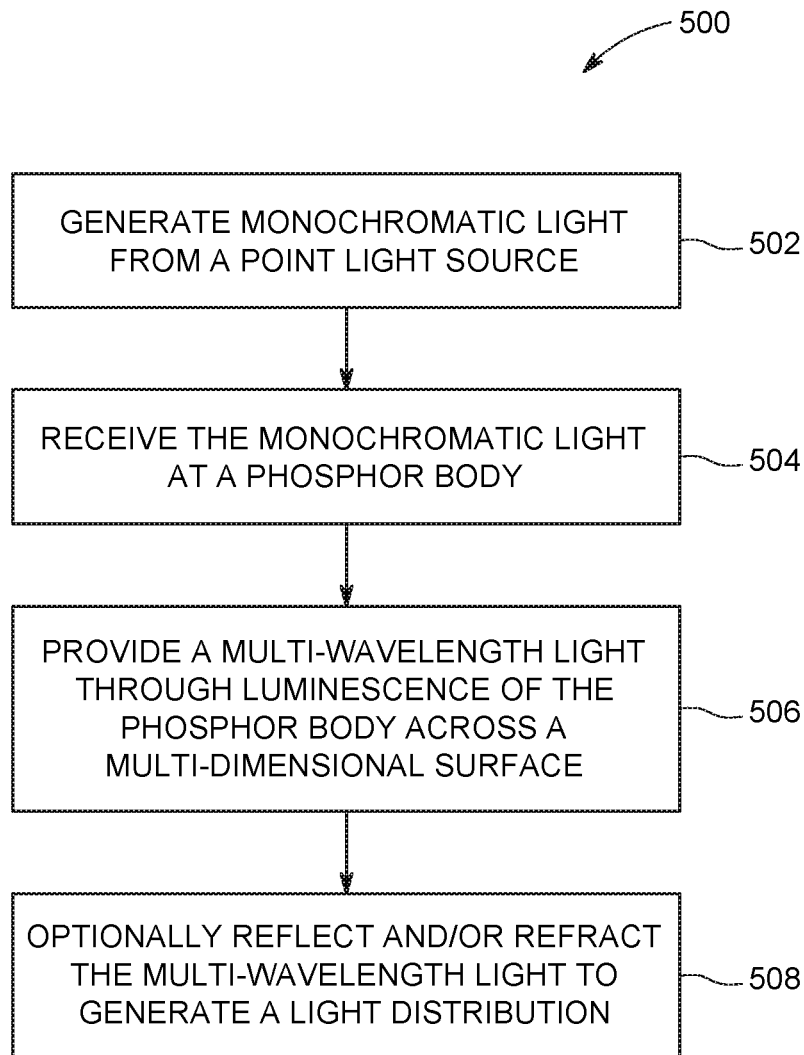 500
GENERATE MONOCHROMATIC LIGHT
FROM A POINT LIGHT SOURCE
502
RECEIVE THE MONOCHROMATIC LIGHT
AT A PHOSPHOR BODY
504
PROVIDE A MULTI-WAVELENGTH LIGHT
THROUGH LUMINESCENCE OF THE
PHOSPHOR BODY ACROSS A
MULTI-DIMENSIONAL SURFACE
506
OPTIONALLY REFLECT AND/OR REFRACT
THE MULTI-WAVELENGTH LIGHT TO
GENERATE A LIGHT DISTRIBUTION
508